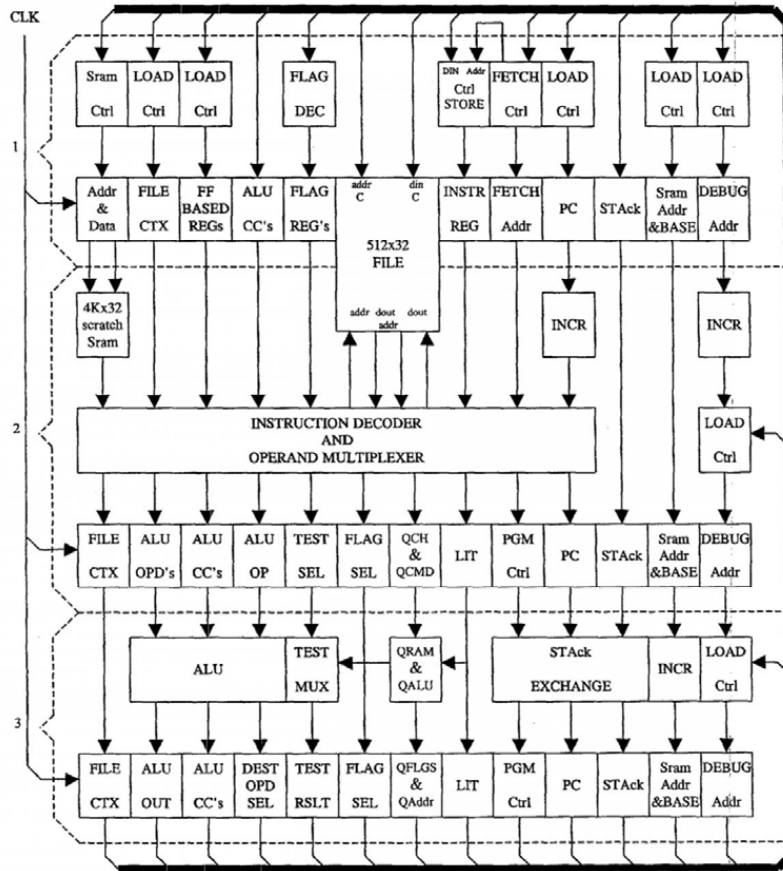 CLK
Sram LOAD LOAD FLAG DIN Addr FETCH LOAD LOAD LOAD
Ctrl Ctrl Ctrl DEC Ctrl STORE Ctrl Ctrl Ctrl Ctrl
1
Addr & Data
FILE CTX
FF BASED REGs
ALU CC's
FLAG REG's
addr C
din C
512x32 FILE
INSTR REG
FETCH Addr
PC
STAck
Sram Addr &BASE
DEBUG Addr
4Kx32
scratch
Sram
addr dout dout
addr
INCR
INCR
2
INSTRUCTION DECODER
AND
OPERAND MULTIPLEXER
LOAD
Ctrl
FILE CTX
ALU OPD's
ALU CC's
ALU OP
TEST SEL
FLAG SEL
QCH & QCMD
LIT
PGM Ctrl
PC
STAck
Sram Addr &BASE
DEBUG Addr
3
ALU
TEST MUX
QRAM & QALU
STAck
EXCHANGE
INCR
LOAD Ctrl
FILE CTX
ALU OUT
ALU CC's
DEST OPD SEL
TEST RSLT
FLAG SEL
QFLGS & QAddr
LIT
PGM Ctrl
PC
STAck
Sram Addr &BASE
DEBUG Addr